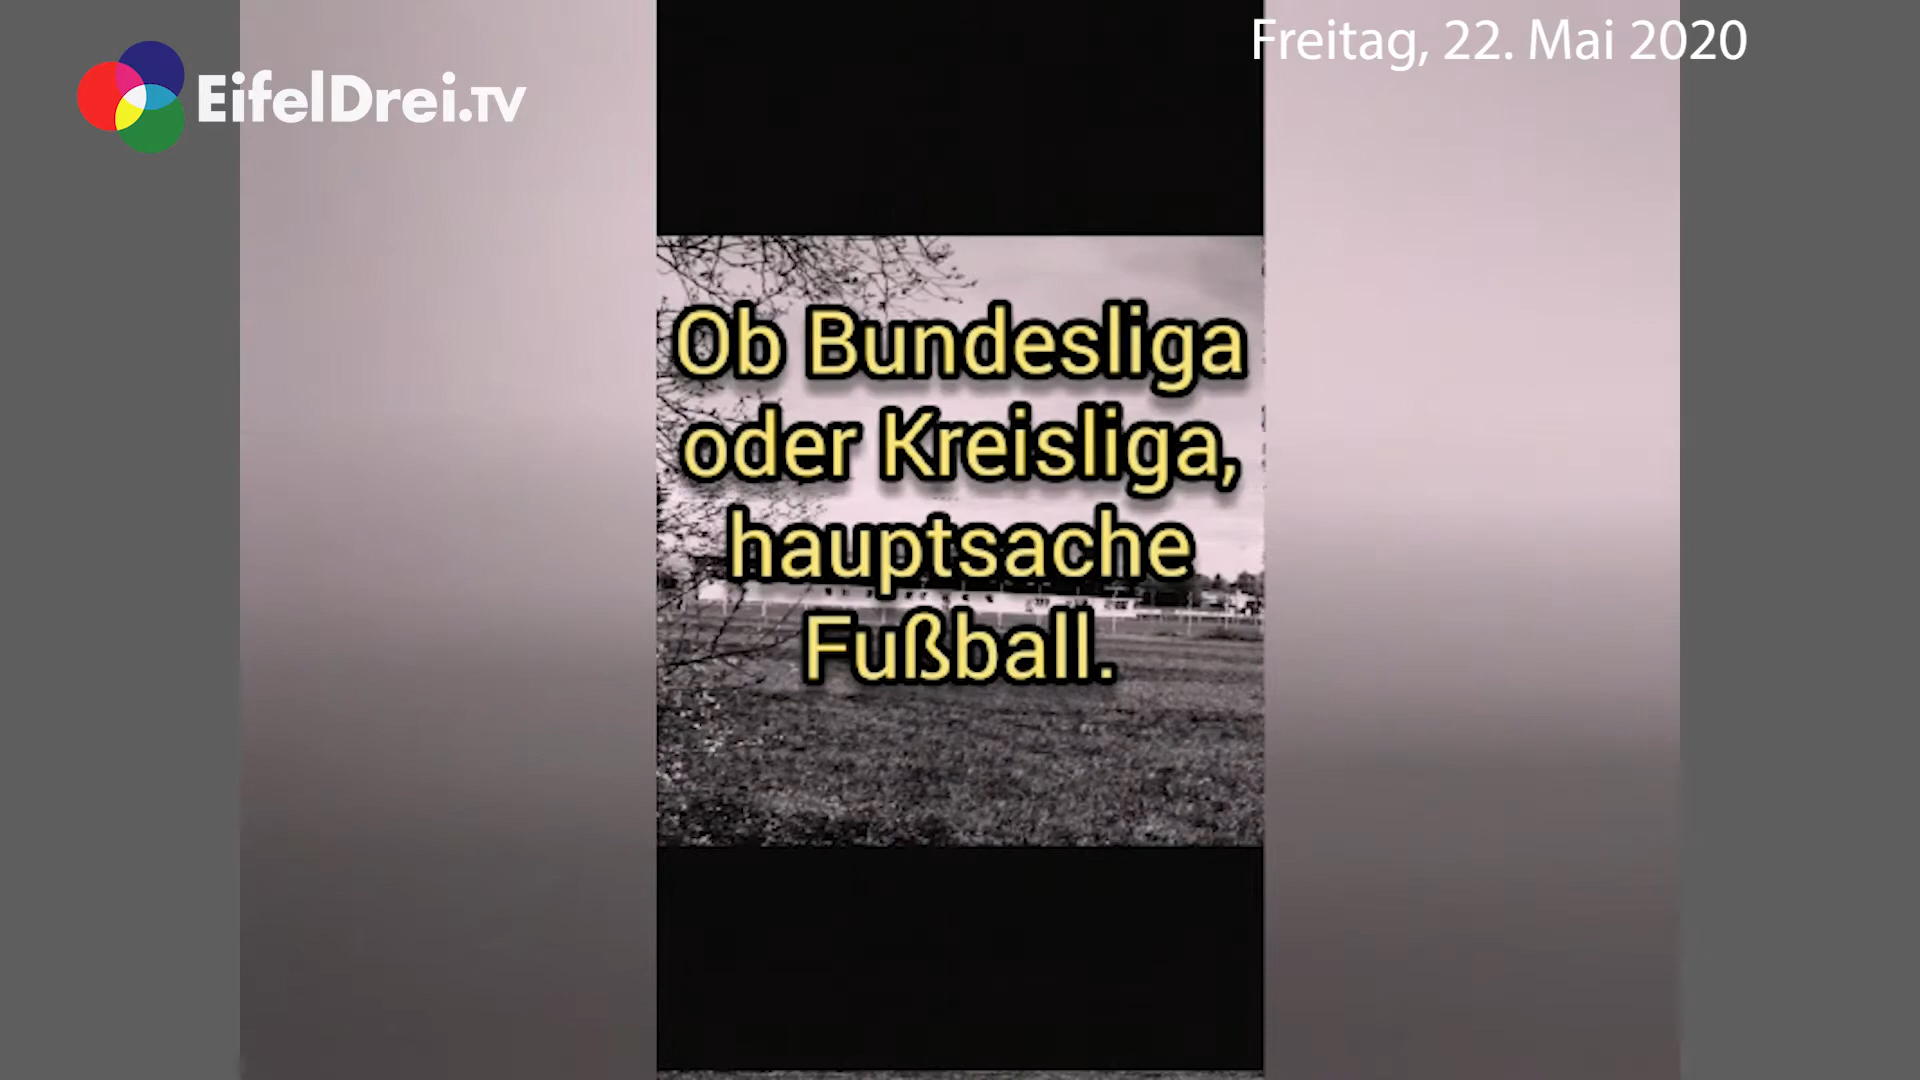 EifelDrei.TV
Freitag, 22. Mai 2020
Ob Bundesliga
oder Kreisliga,
hauptsache
Fußball.